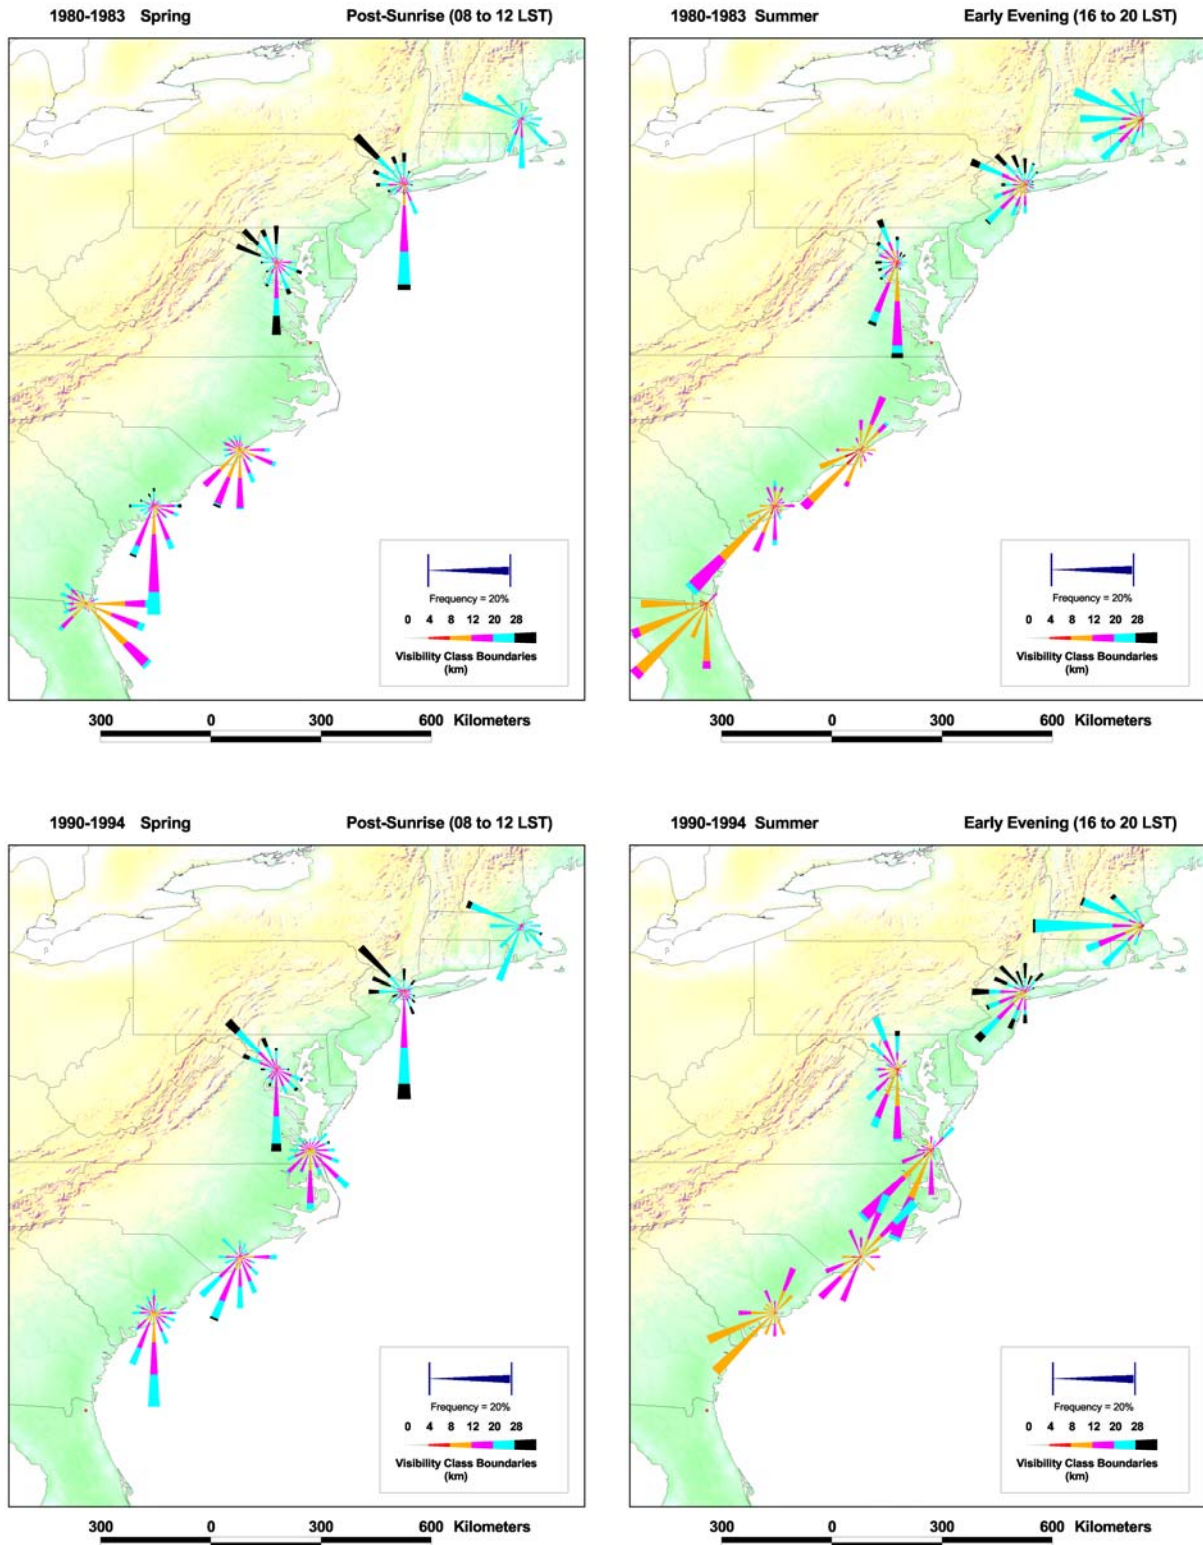 1980-1983 Spring Post-Sunrise (08 to 12 LST)
Frequency = 20%
0 4 8 12 20 28
Visibility Class Boundaries
(km)
300 0 300 600 Kilometers
1980-1983 Summer Early Evening (16 to 20 LST)
Frequency = 20%
0 4 8 12 20 28
Visibility Class Boundaries
(km)
300 0 300 600 Kilometers
1990-1994 Spring Post-Sunrise (08 to 12 LST)
Frequency = 20%
0 4 8 12 20 28
Visibility Class Boundaries
(km)
300 0 300 600 Kilometers
1990-1994 Summer Early Evening (16 to 20 LST)
Frequency = 20%
0 4 8 12 20 28
Visibility Class Boundaries
(km)
300 0 300 600 Kilometers